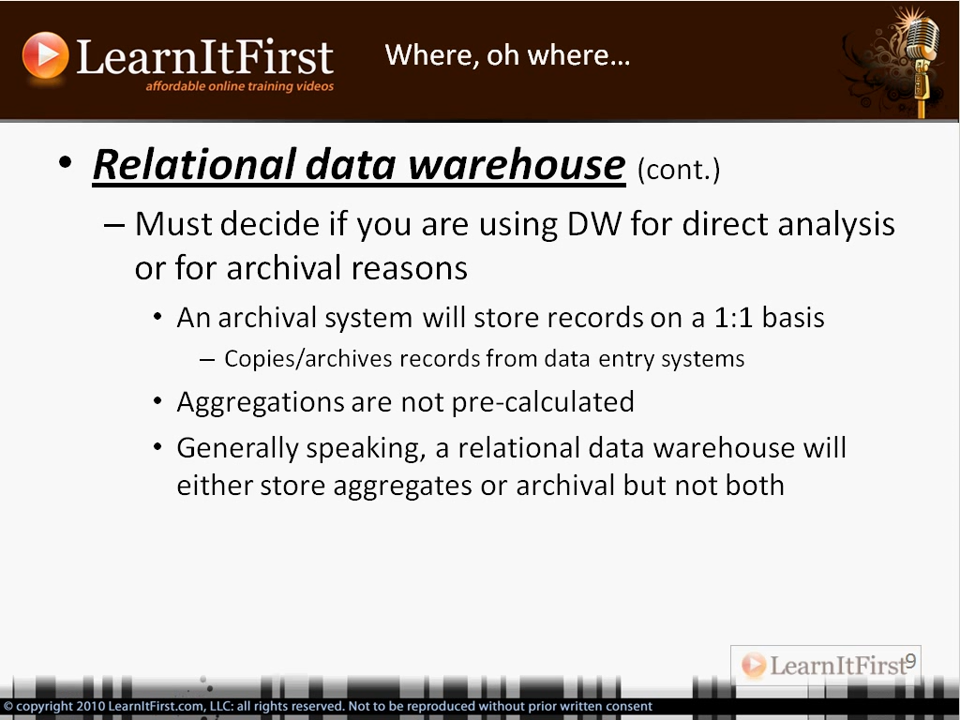 LearnItFirst
affordable online training videos
Where, oh where...
• Relational data warehouse (cont.)
– Must decide if you are using DW for direct analysis
or for archival reasons
• An archival system will store records on a 1:1 basis
– Copies/archives records from data entry systems
• Aggregations are not pre-calculated
• Generally speaking, a relational data warehouse will
either store aggregates or archival but not both
LearnItFirst
9
© copyright 2010 LearnItFirst.com, LLC: all rights reserved. Not to be reproduced without prior written consent